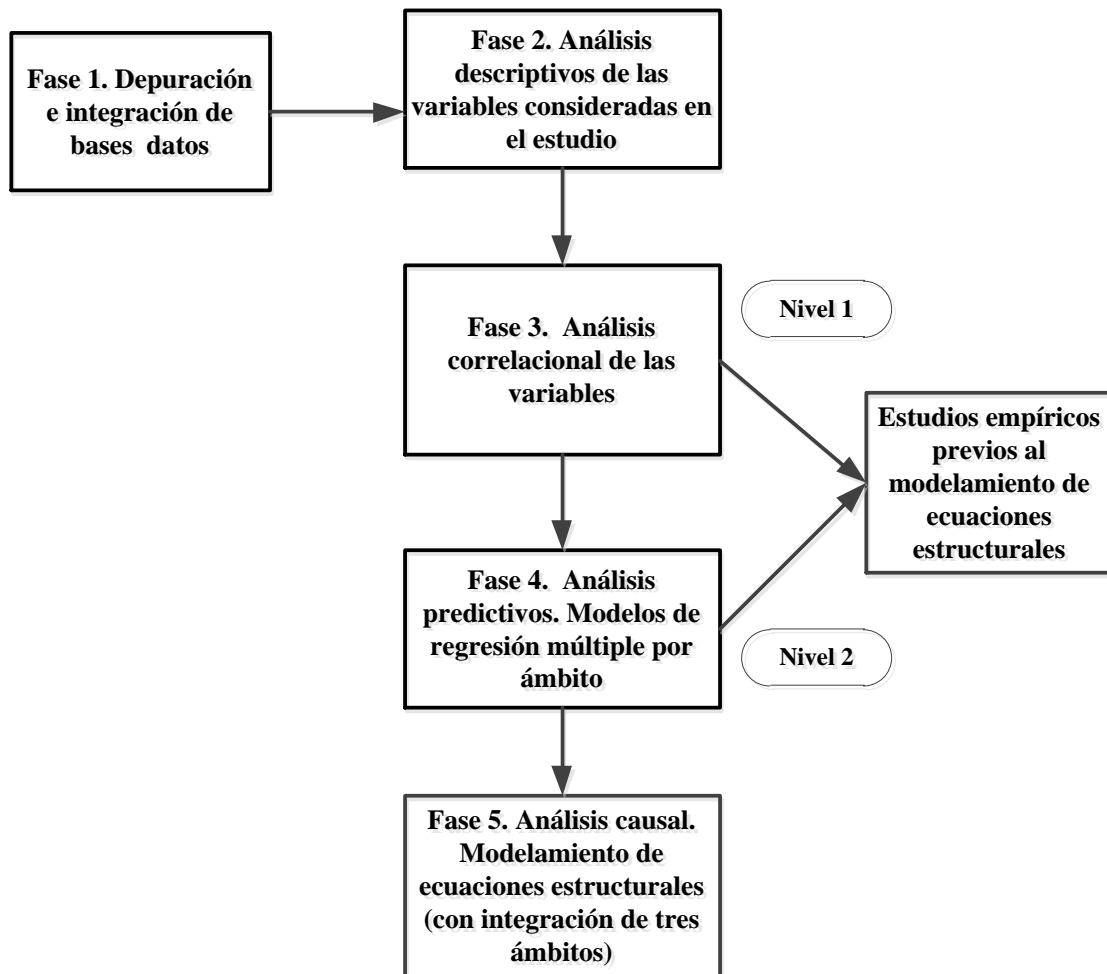 Fase 1. Depuración
e integración de
bases datos
Fase 2. Análisis
descriptivos de las
variables consideradas en
el estudio
Fase 3. Análisis
correlacional de las
variables
Nivel 1
Estudios empíricos
previos al
modelamiento de
ecuaciones
estructurales
Fase 4. Análisis
predictivos. Modelos de
regresión múltiple por
ámbito
Nivel 2
Fase 5. Análisis causal.
Modelamiento de
ecuaciones estructurales
(con integración de tres
ámbitos)